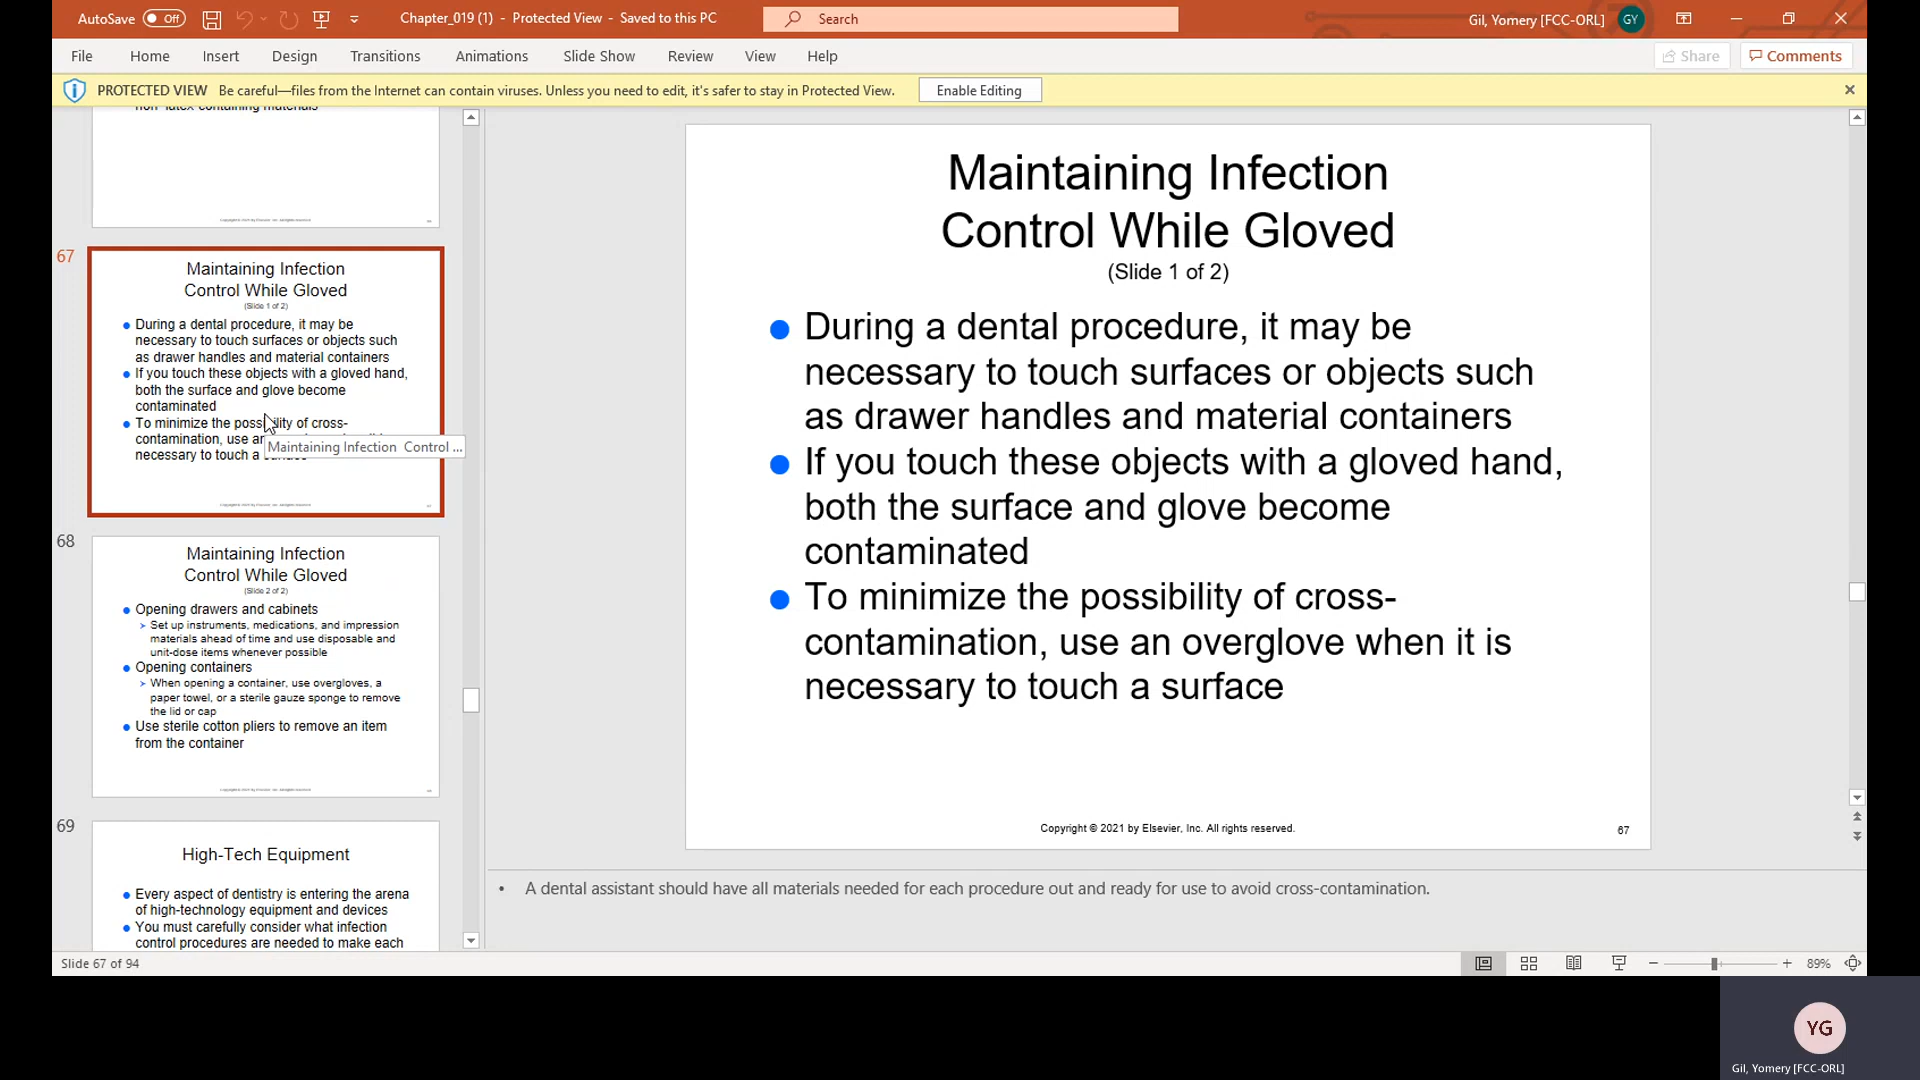 AutoSave Off
Chapter_019 (1) - Protected View - Saved to this PC
Search
Gil, Yomery [FCC-ORL] GY
File Home Insert Design Transitions Animations Slide Show Review View Help
Share Comments
PROTECTED VIEW Be careful—files from the Internet can contain viruses. Unless you need to edit, it's safer to stay in Protected View. Enable Editing
non-latex-containing materials
67
Maintaining Infection
Control While Gloved
(Slide 1 of 2)
During a dental procedure, it may be
necessary to touch surfaces or objects such
as drawer handles and material containers
If you touch these objects with a gloved hand,
both the surface and glove become
contaminated
To minimize the possibility of cross-
contamination, use an
necessary to touch a
Maintaining Infection Control ...
68
Maintaining Infection
Control While Gloved
(Slide 2 of 2)
Opening drawers and cabinets
Set up instruments, medications, and impression
materials ahead of time and use disposable and
unit-dose items whenever possible
Opening containers
When opening a container, use overgloves, a
paper towel, or a sterile gauze sponge to remove
the lid or cap
Use sterile cotton pliers to remove an item
from the container
69
High-Tech Equipment
Every aspect of dentistry is entering the arena
of high-technology equipment and devices
You must carefully consider what infection
control procedures are needed to make each
Maintaining Infection
Control While Gloved
(Slide 1 of 2)
During a dental procedure, it may be
necessary to touch surfaces or objects such
as drawer handles and material containers
If you touch these objects with a gloved hand,
both the surface and glove become
contaminated
To minimize the possibility of cross-
contamination, use an overglove when it is
necessary to touch a surface
Copyright © 2021 by Elsevier, Inc. All rights reserved.
67
• A dental assistant should have all materials needed for each procedure out and ready for use to avoid cross-contamination.
Slide 67 of 94
89%
YG
Gil, Yomery [FCC-ORL]